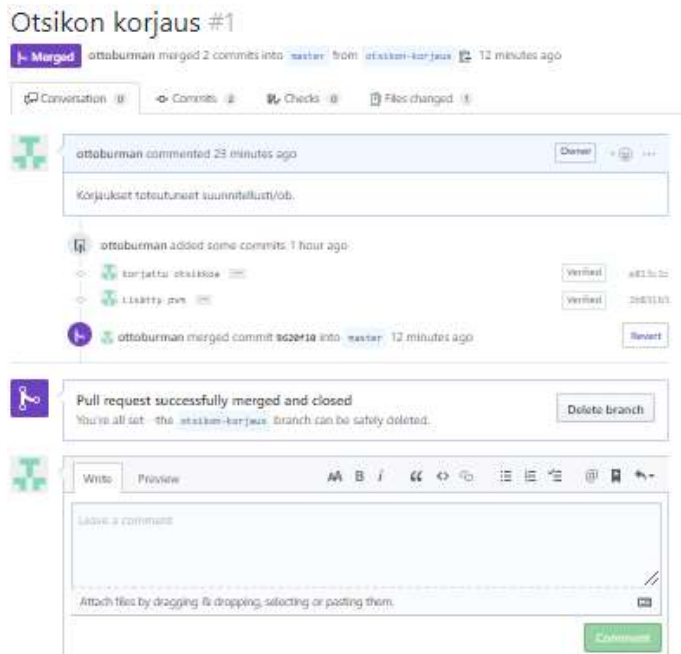 Otsikon korjaus #1
Merged ottoburman merged 2 commits into master from otsikon-korjaus 12 minutes ago
Conversation 0 Commits 2 Checks 0 Files changed 1
ottoburman commented 23 minutes ago Owner
Korjaukset toteutuneet suunnitellusti/ob.
ottoburman added some commits 1 hour ago
korjattu otsikkoa Verified
Lisätty pvm Verified
ottoburman merged commit into master 12 minutes ago Revert
Pull request successfully merged and closed
You're all set—the otsikon-korjaus branch can be safely deleted.
Delete branch
Write Preview AA B i
Leave a comment
Attach files by dragging & dropping, selecting or pasting them.
Comment